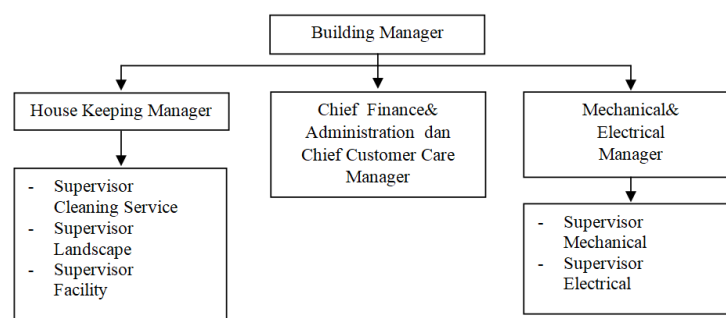 Building Manager
House Keeping Manager
Chief Finance&
Administration dan
Chief Customer Care
Manager
Mechanical&
Electrical
Manager
- Supervisor
Cleaning Service
- Supervisor
Landscape
- Supervisor
Facility
- Supervisor
Mechanical
- Supervisor
Electrical